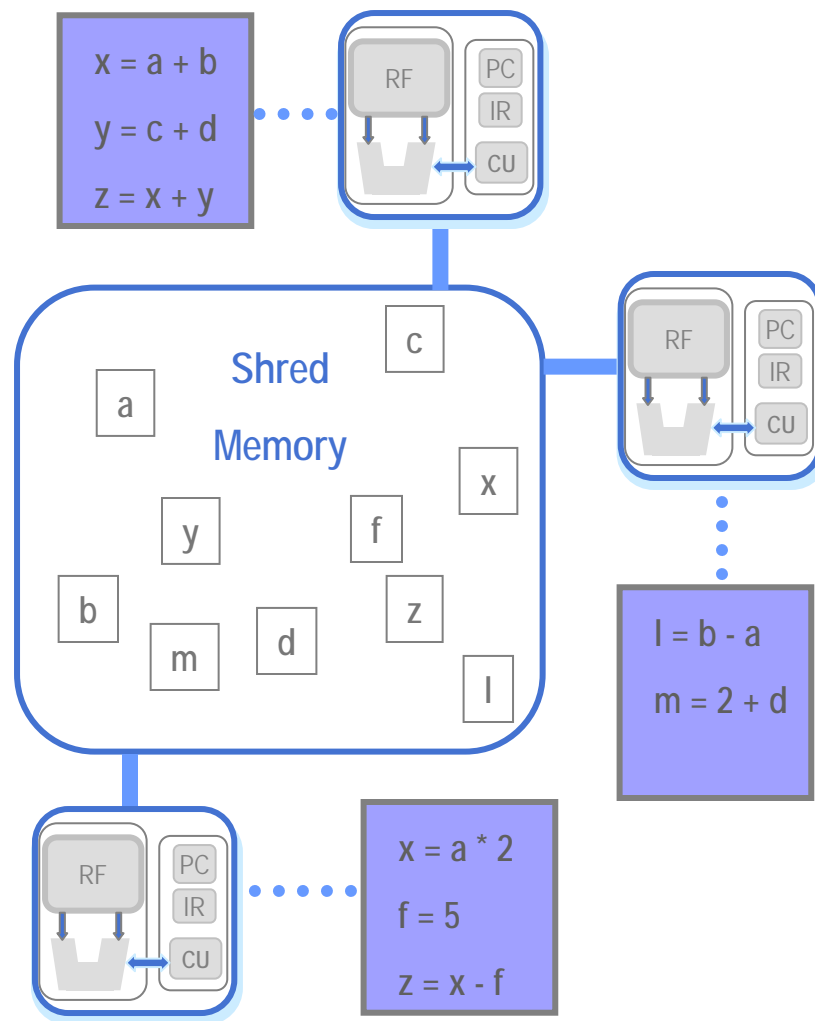 x = a + b
y = c + d
z = x + y
RF
PC
IR
CU
Shred
Memory
c
a
x
y
f
b
z
m
d
l
RF
PC
IR
CU
l = b - a
m = 2 + d
RF
PC
IR
CU
x = a * 2
f = 5
z = x - f